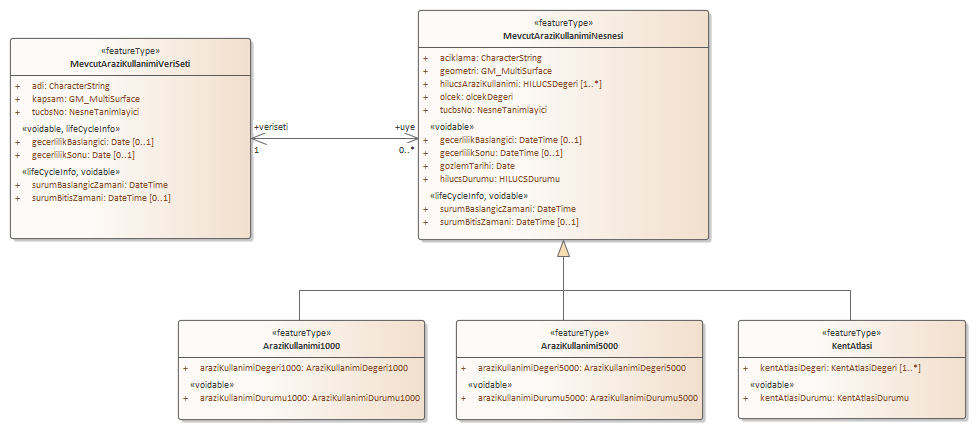 «featureType»
MevcutAraziKullanimiVeriSeti
+ adi: CharacterString
+ kapsam: GM_MultiSurface
+ tucbsNo: NesneTanimlayici
«voidable, lifeCycleInfo»
+ gecerlilikBaslangici: Date [0..1]
+ gecerlilikSonu: Date [0..1]
«lifeCycleInfo, voidable»
+ surumBaslangicZamani: DateTime
+ surumBitisZamani: DateTime [0..1]
+veriseti
1
+uye
0..*
«featureType»
MevcutAraziKullanimiNesnesi
+ aciklama: CharacterString
+ geometri: GM_MultiSurface
+ hilucsAraziKullanimi: HILUCSDegeri [1..*]
+ olcek: olcekDegeri
+ tucbsNo: NesneTanimlayici
«voidable»
+ gecerlilikBaslangici: DateTime [0..1]
+ gecerlilikSonu: DateTime [0..1]
+ gozlemTarihi: Date
+ hilucsDurumu: HILUCSDurumu
«lifeCycleInfo, voidable»
+ surumBaslangicZamani: DateTime
+ surumBitisZamani: DateTime [0..1]
«featureType»
AraziKullanimi1000
+ araziKullanimiDegeri1000: AraziKullanimiDegeri1000
«voidable»
+ araziKullanimiDurumu1000: AraziKullanimiDurumu1000
«featureType»
AraziKullanimi5000
+ araziKullanimiDegeri5000: AraziKullanimiDegeri5000
«voidable»
+ araziKullanimiDurumu5000: AraziKullanimiDurumu5000
«featureType»
KentAtlasi
+ kentAtlasiDegeri: KentAtlasiDegeri [1..*]
«voidable»
+ kentAtlasiDurumu: KentAtlasiDurumu